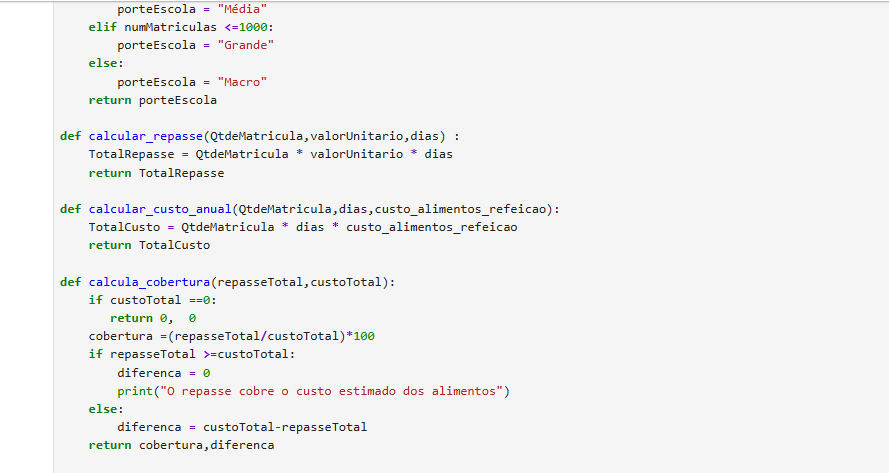 porteEscola = "Média"
elif numMatriculas <=1000:
porteEscola = "Grande"
else:
porteEscola = "Macro"
return porteEscola
def calcular_repasse(QtdeMatricula,valorUnitario,dias) :
TotalRepasse = QtdeMatricula * valorUnitario * dias
return TotalRepasse
def calcular_custo_anual(QtdeMatricula,dias,custo_alimentos_refeicao):
TotalCusto = QtdeMatricula * dias * custo_alimentos_refeicao
return TotalCusto
def calcula_cobertura(repasseTotal,custoTotal):
if custoTotal ==0:
return 0,  0
cobertura =(repasseTotal/custoTotal)*100
if repasseTotal >=custoTotal:
diferenca = 0
print("O repasse cobre o custo estimado dos alimentos")
else:
diferenca = custoTotal-repasseTotal
return cobertura,diferenca